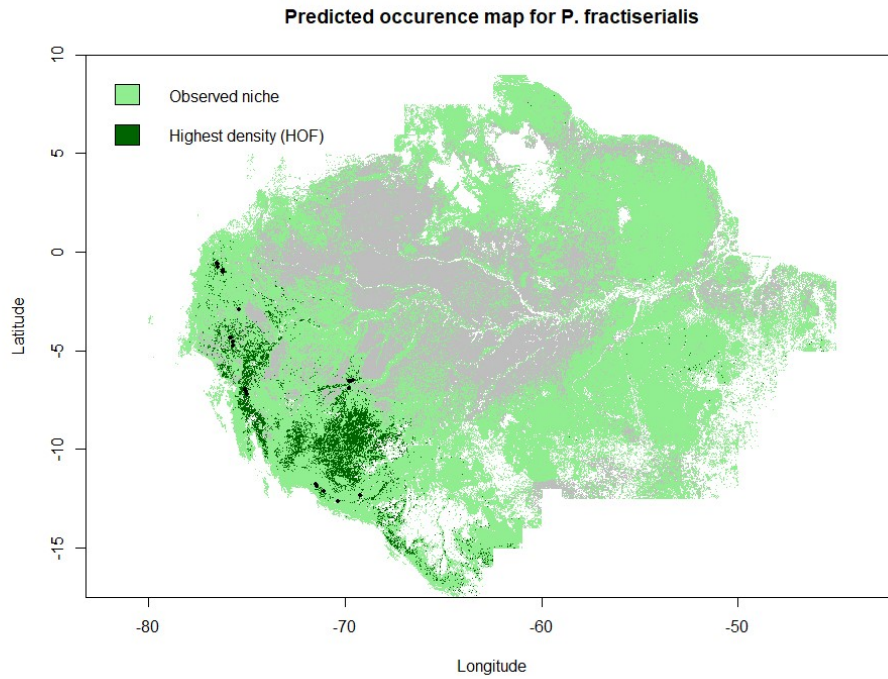 Predicted occurence map for P. fractiserialis
Observed niche
Highest density (HOF)
10
5
0
-5
-10
-15
Latitude
-80
-70
-60
-50
Longitude